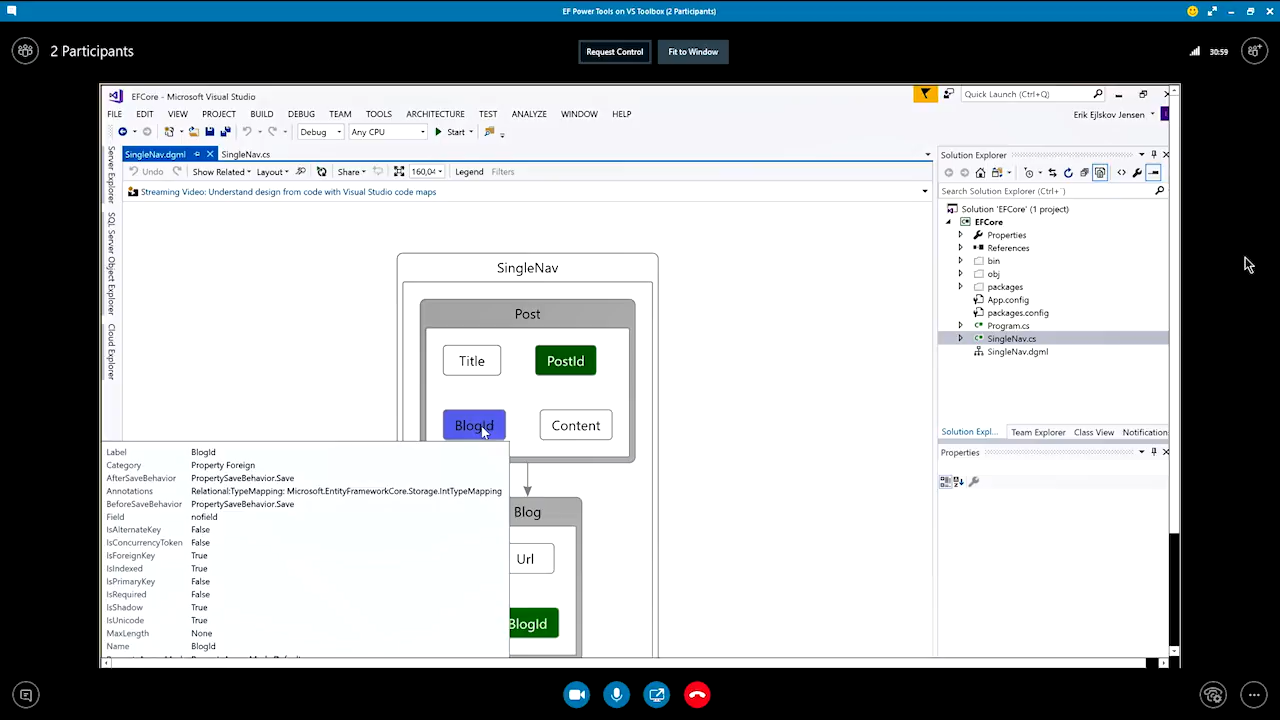 EF Power Tools on VS Toolbox (2 Participants)
2 Participants
Request Control
Fit to Window
30:59
EFCore - Microsoft Visual Studio
Quick Launch (Ctrl+Q)
FILE EDIT VIEW PROJECT BUILD DEBUG TEAM TOOLS ARCHITECTURE TEST ANALYZE WINDOW HELP
Erik Ejlskov Jensen
Debug Any CPU Start
SingleNav.dgml SingleNav.cs
Undo Show Related Layout Share 160,04 Legend Filters
Streaming Video: Understand design from code with Visual Studio code maps
Server Explorer
SQL Server Object Explorer
Cloud Explorer
SingleNav
Post
Title
PostId
BlogId
Content
Blog
Url
BlogId
Label BlogId
Category Property Foreign
AfterSaveBehavior PropertySaveBehavior.Save
Annotations Relational:TypeMapping: Microsoft.EntityFrameworkCore.Storage.IntTypeMapping
BeforeSaveBehavior PropertySaveBehavior.Save
Field nofield
IsAlternateKey False
IsConcurrencyToken False
IsForeignKey True
IsIndexed True
IsPrimaryKey False
IsRequired False
IsShadow True
IsUnicode True
MaxLength None
Name BlogId
Solution Explorer
Search Solution Explorer (Ctrl+¨)
Solution 'EFCore' (1 project)
EFCore
Properties
References
bin
obj
packages
App.config
packages.config
Program.cs
SingleNav.cs
SingleNav.dgml
Solution Expl... Team Explorer Class View Notification
Properties